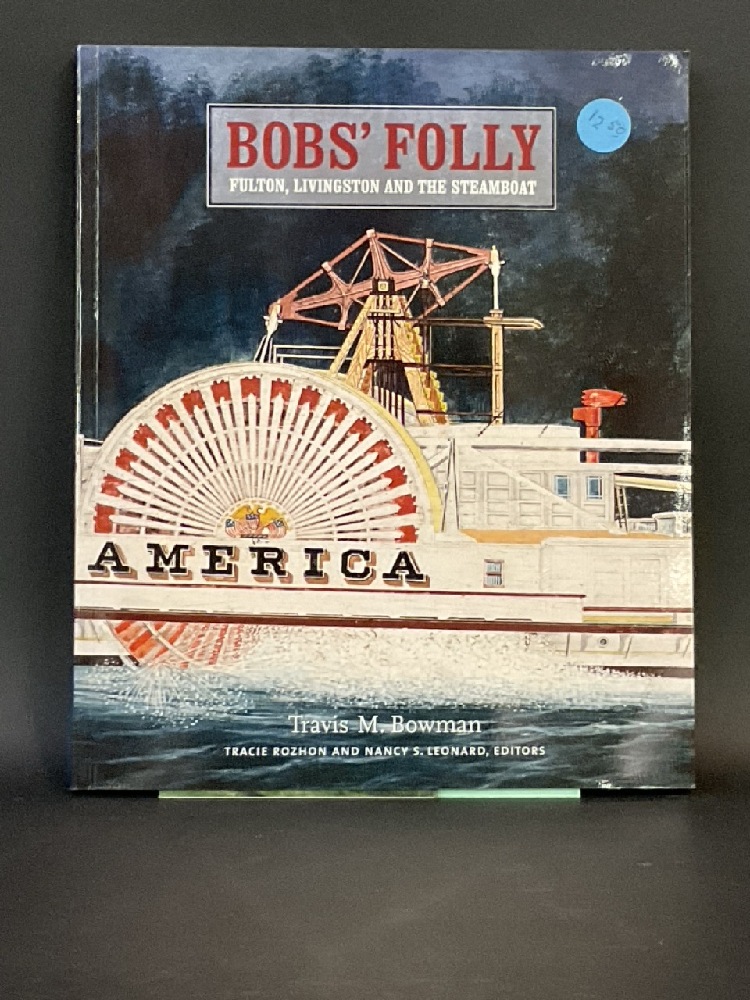 BOBS' FOLLY
FULTON, LIVINGSTON AND THE STEAMBOAT
12.50
AMERICA
Travis M. Bowman
TRACIE ROZHON AND NANCY S. LEONARD, EDITORS